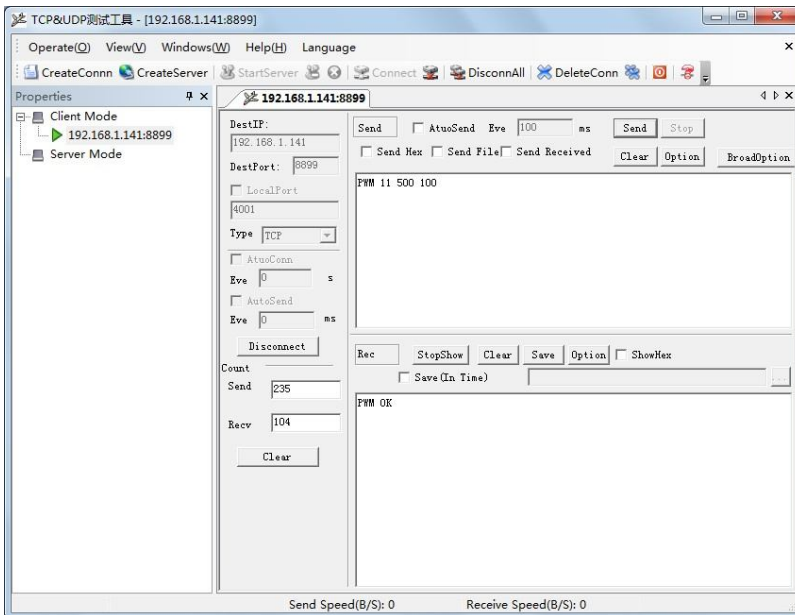 TCP&UDP测试工具 - [192.168.1.141:8899]
Operate(O) View(V) Windows(W) Help(H) Language
CreateConnn CreateServer StartServer Connect DisconnAll DeleteConn
Properties
Client Mode
192.168.1.141:8899
Server Mode
192.168.1.141:8899
DestIP:
192.168.1.141
DestPort: 8899
LocalPort
4001
Type TCP
AtuoConn
Eve 0 s
AutoSend
Eve 0 ms
Disconnect
Count
Send 235
Recv 104
Clear
Send AtuoSend Eve 100 ms Send Stop
Send Hex Send File Send Received Clear Option BroadOption
PWM 11 500 100
Rec StopShow Clear Save Option ShowHex
Save(In Time) ...
PWM OK
Send Speed(B/S): 0 Receive Speed(B/S): 0